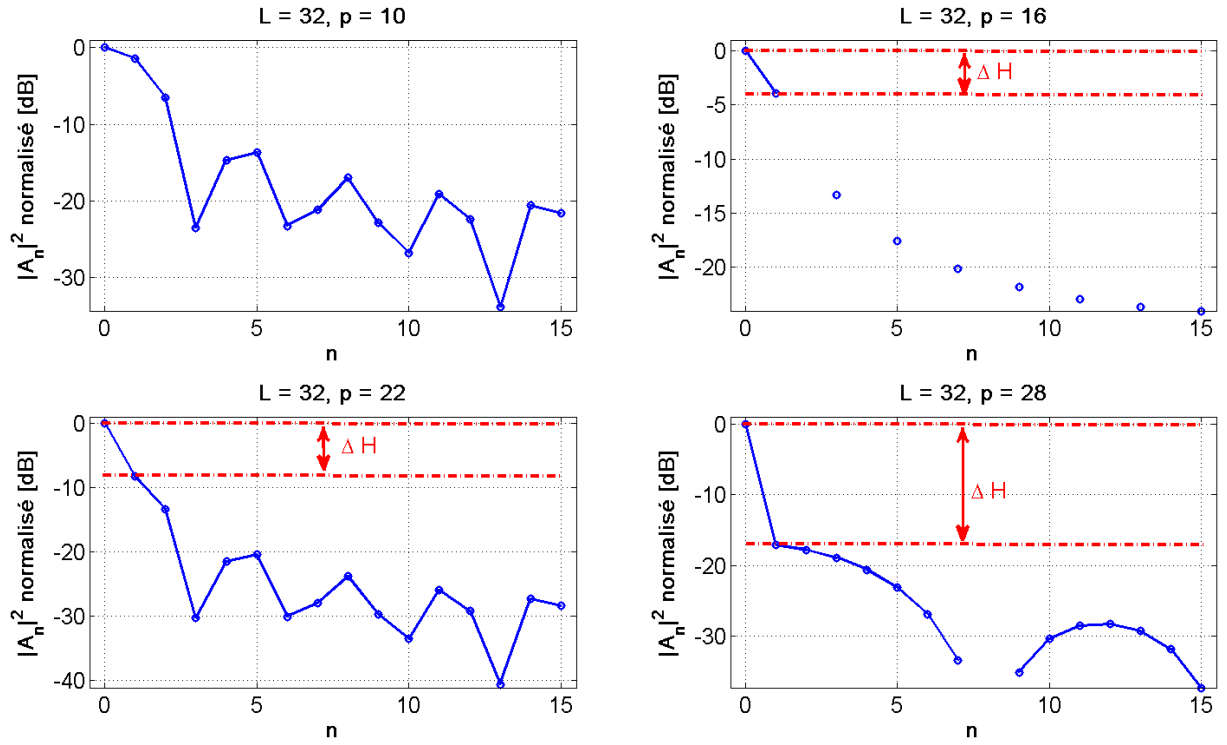 L = 32, p = 10
0
-10
-20
-30
|Aₙ|² normalisé [dB]
0 5 10 15
n
L = 32, p = 16
0
-5
-10
-15
-20
|Aₙ|² normalisé [dB]
Δ H
0 5 10 15
n
L = 32, p = 22
0
-10
-20
-30
-40
|Aₙ|² normalisé [dB]
Δ H
0 5 10 15
n
L = 32, p = 28
0
-10
-20
-30
|Aₙ|² normalisé [dB]
Δ H
0 5 10 15
n